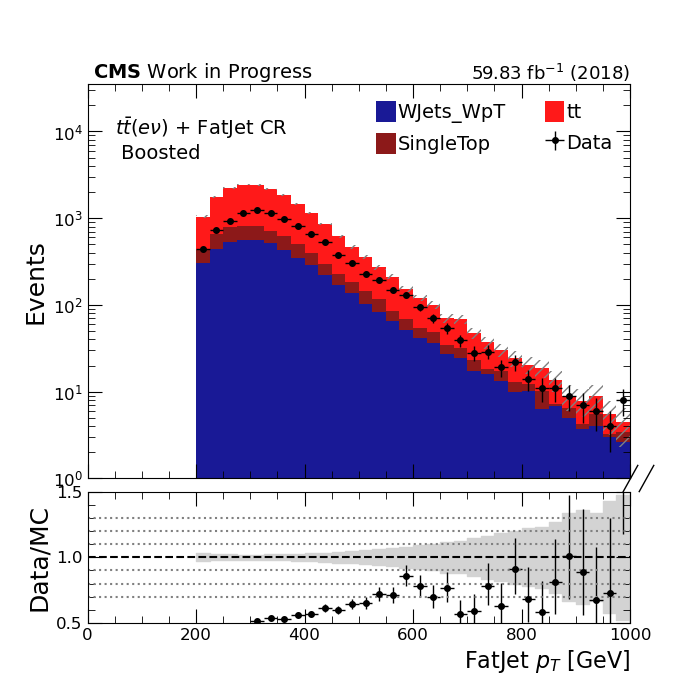 CMS Work in Progress 59.83 fb⁻¹ (2018)
tt̄(eν) + FatJet CR
Boosted
WJets_WpT tt
SingleTop Data
Events
10⁴
10³
10²
10¹
10⁰
Data/MC
1.5
1.0
0.5
0 200 400 600 800 1000
FatJet p_T [GeV]